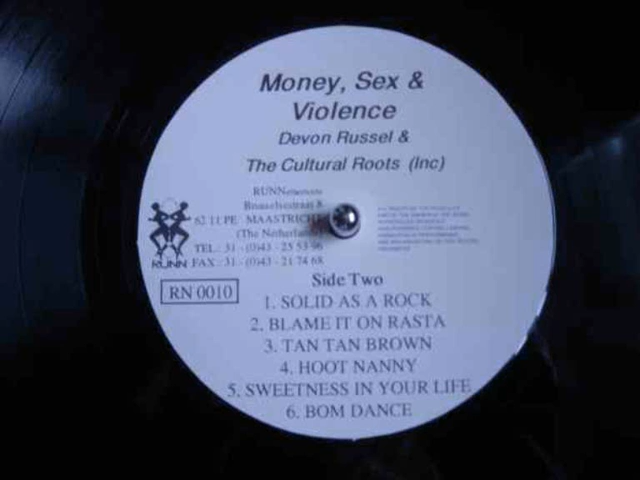 Money, Sex &
Violence
Devon Russel &
The Cultural Roots (Inc)
RUNNetherlands
Brusselsestraat 8
6211 PE MAASTRICHT
(The Netherlands)
TEL.: 31 - (0)43 - 25 53 96
FAX.: 31 - (0)43 - 21 74 68
RUNN
RN 0010
Side Two
1. SOLID AS A ROCK
2. BLAME IT ON RASTA
3. TAN TAN BROWN
4. HOOT NANNY
5. SWEETNESS IN YOUR LIFE
6. BOM DANCE